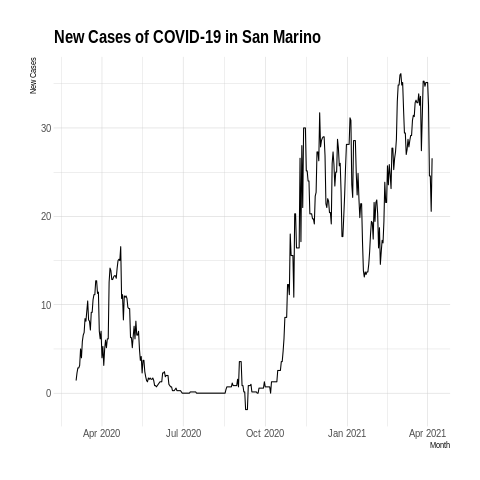 New Cases of COVID-19 in San Marino
New Cases
30
20
10
0
Apr 2020 Jul 2020 Oct 2020 Jan 2021 Apr 2021
Month